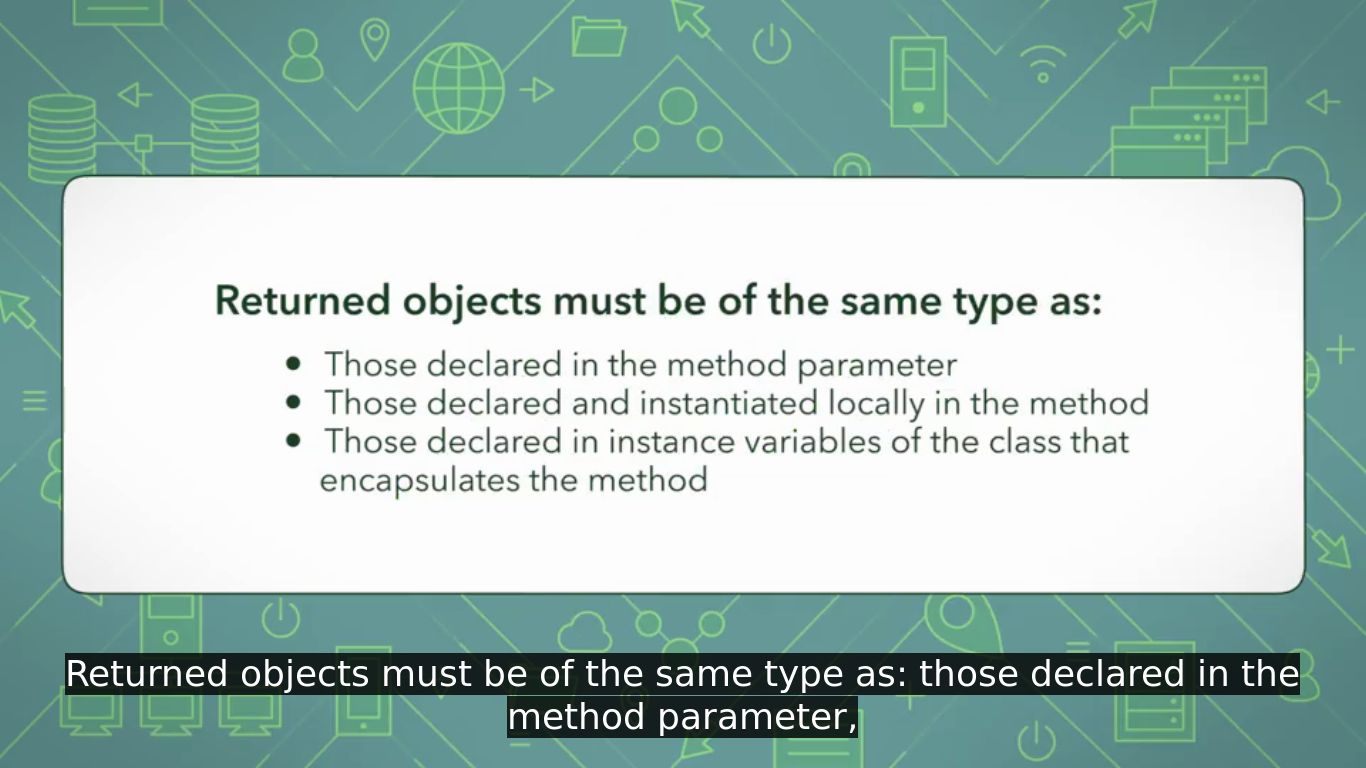 Returned objects must be of the same type as:
• Those declared in the method parameter
• Those declared and instantiated locally in the method
• Those declared in instance variables of the class that
encapsulates the method
Returned objects must be of the same type as: those declared in the
method parameter,